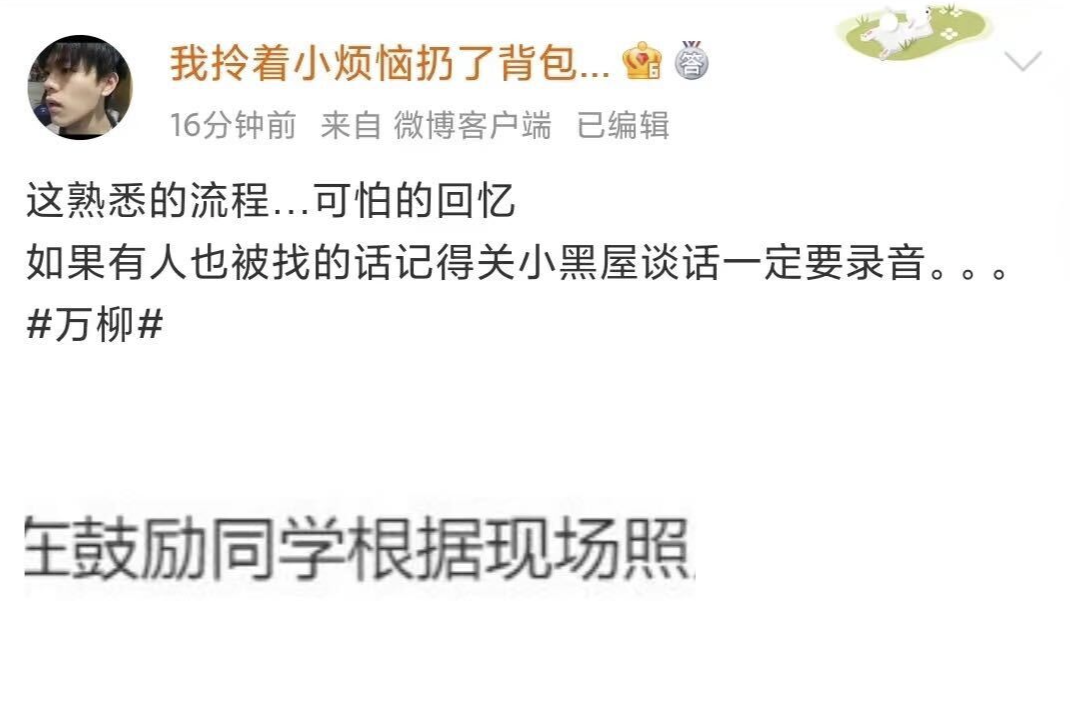 我拎着小烦恼扔了背包...
答
16分钟前 来自 微博客户端 已编辑
这熟悉的流程...可怕的回忆
如果有人也被找的话记得关小黑屋谈话一定要录音。。。
#万柳#
在鼓励同学根据现场照